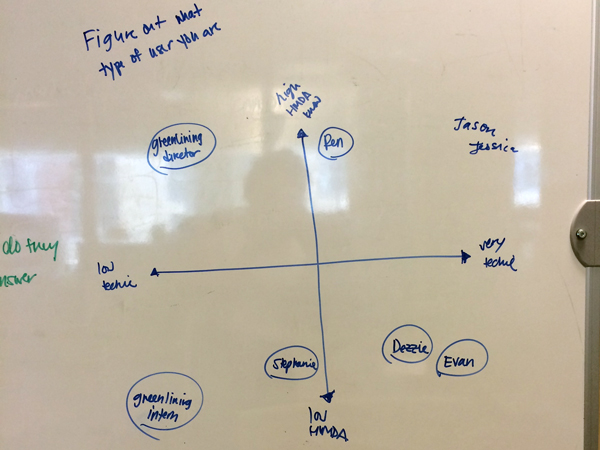 Figure out what
type of user you are
high
HMDA
know
greenlining
director
Ren
Jason
Jessica
do they
answer
low
techie
very
techie
Stephanie
Dezzie
Evan
greenlining
intern
low
HMDA